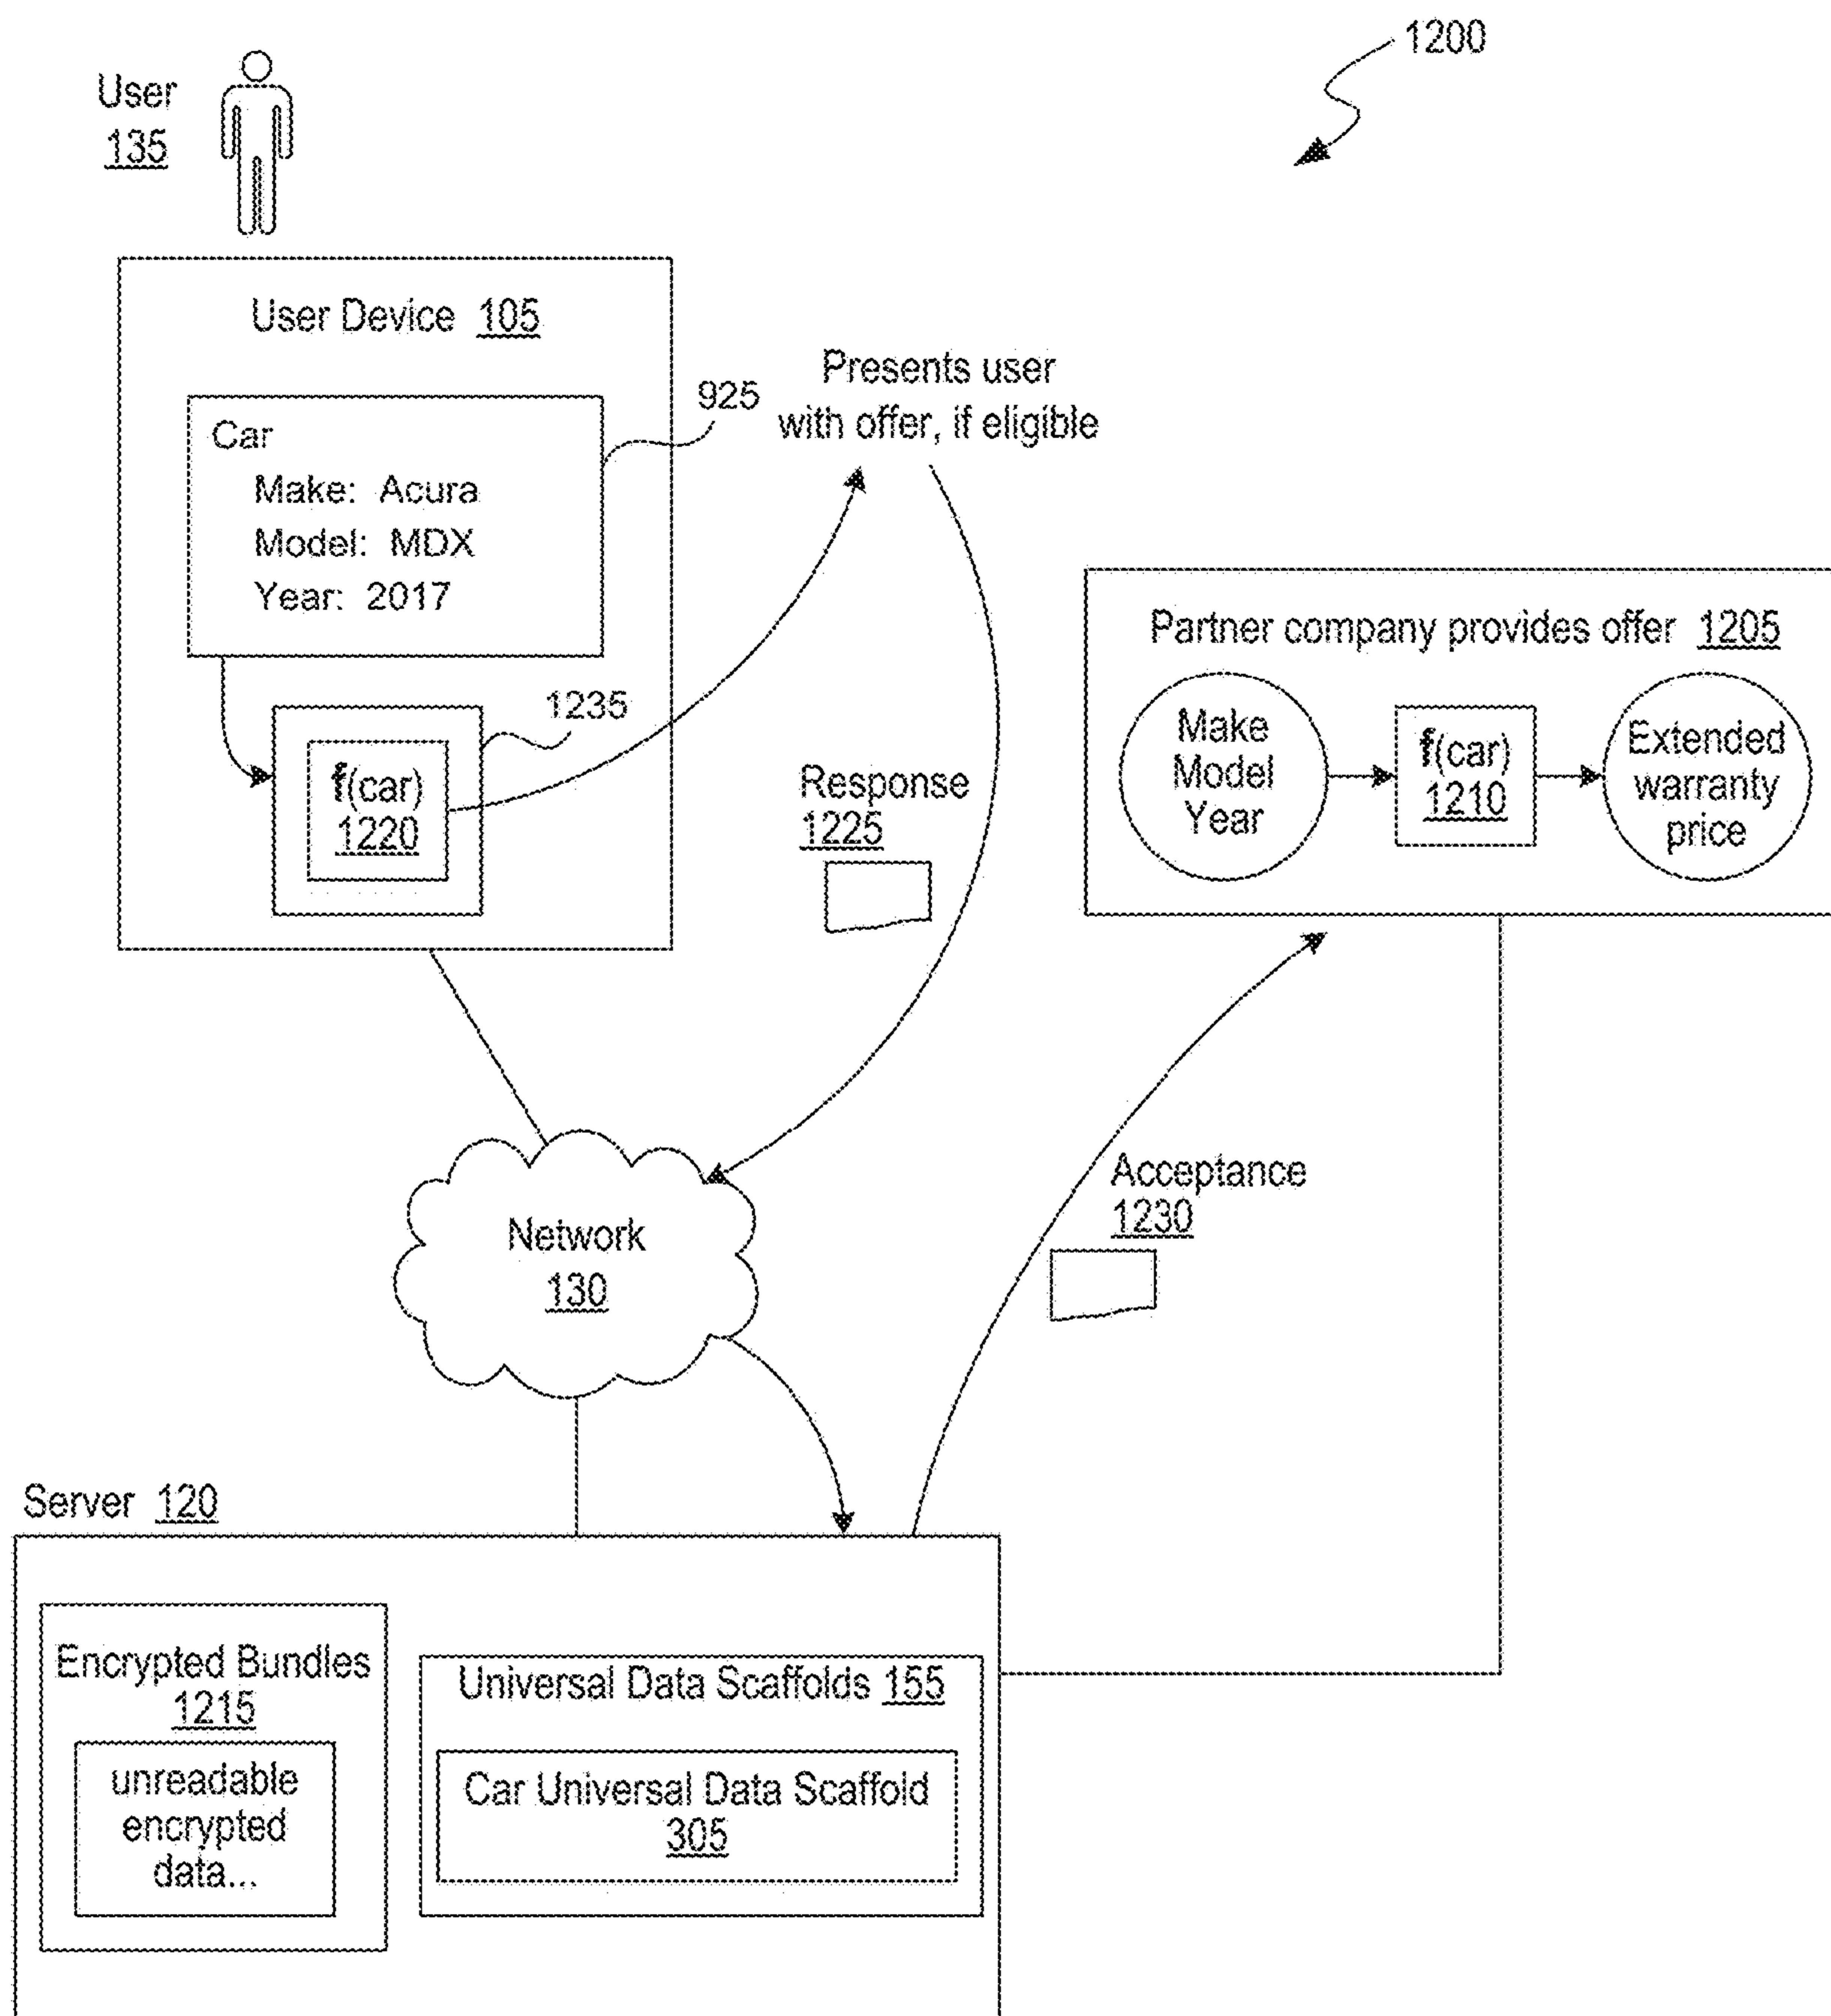 1200
User
135
User Device 105
925
Car
Make: Acura
Model: MDX
Year: 2017
1235
f(car)
1220
Presents user
with offer, if eligible
Response
1225
Partner company provides offer 1205
Make
Model
Year
f(car)
1210
Extended
warranty
price
Network
130
Acceptance
1230
Server 120
Encrypted Bundles
1215
unreadable
encrypted
data...
Universal Data Scaffolds 155
Car Universal Data Scaffold
305